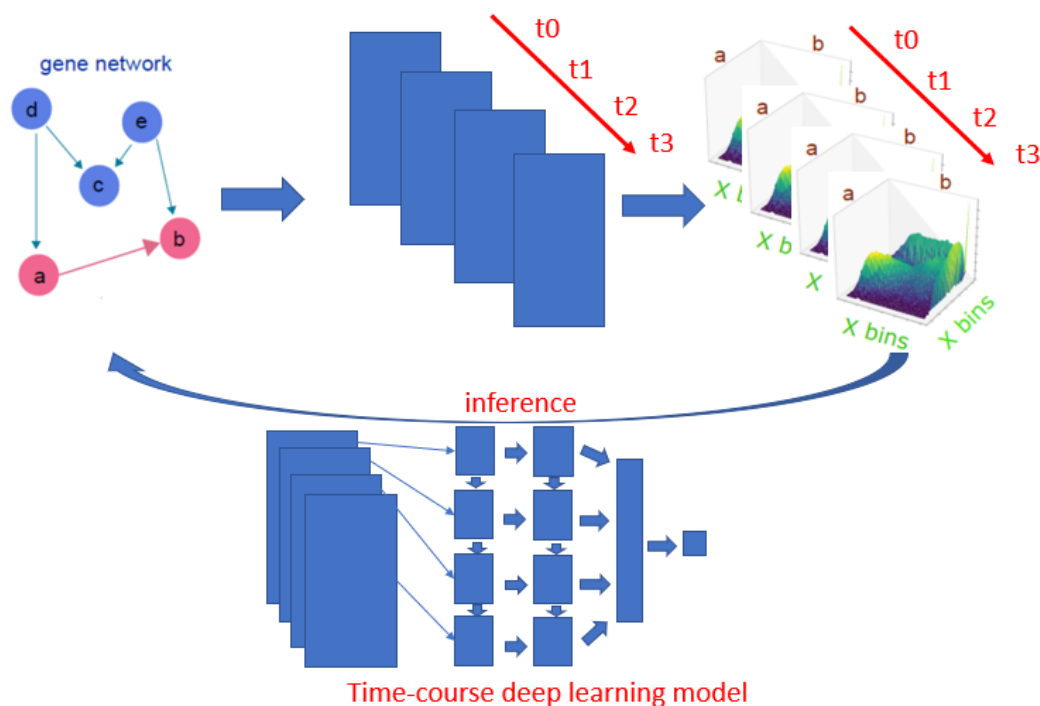 gene network
d
e
c
b
a
t0
t1
t2
t3
a
b
t0
t1
t2
t3
a
b
a
b
a
b
X b
X b
X
X bins
X bins
inference
Time-course deep learning model